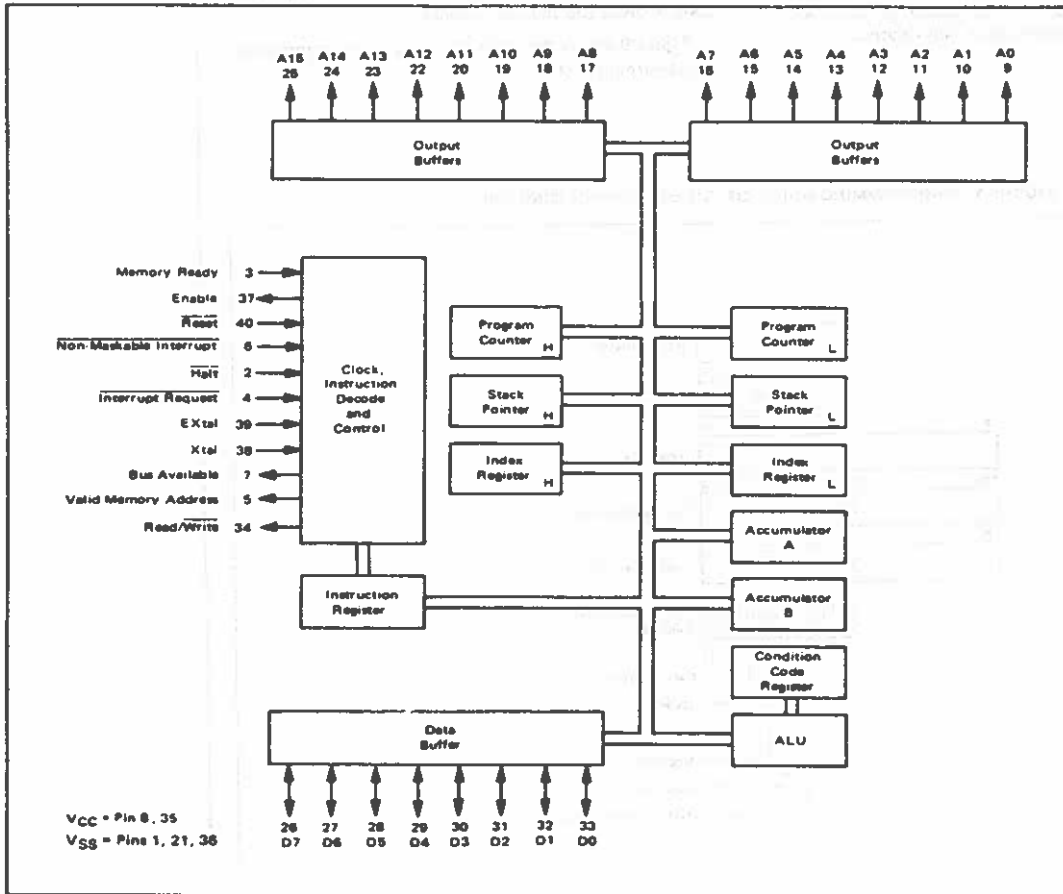 A15 A14 A13 A12 A11 A10 A9 A8 A7 A6 A5 A4 A3 A2 A1 A0
25 24 23 22 20 19 18 17 16 15 14 13 12 11 10 9
Output Buffers
Output Buffers
Memory Ready 3
Enable 37
Reset 40
Non-Maskable Interrupt 6
Halt 2
Interrupt Request 4
EXtal 39
Xtal 38
Bus Available 7
Valid Memory Address 5
Read/Write 34
Clock,
Instruction
Decode
and
Control
Program
Counter H
Program
Counter L
Stack
Pointer H
Stack
Pointer L
Index
Register H
Index
Register L
Accumulator
A
Instruction
Register
Accumulator
B
Condition
Code
Register
Data
Buffer
ALU
26 27 28 29 30 31 32 33
D7 D6 D5 D4 D3 D2 D1 D0
VCC = Pin 8, 35
VSS = Pins 1, 21, 36